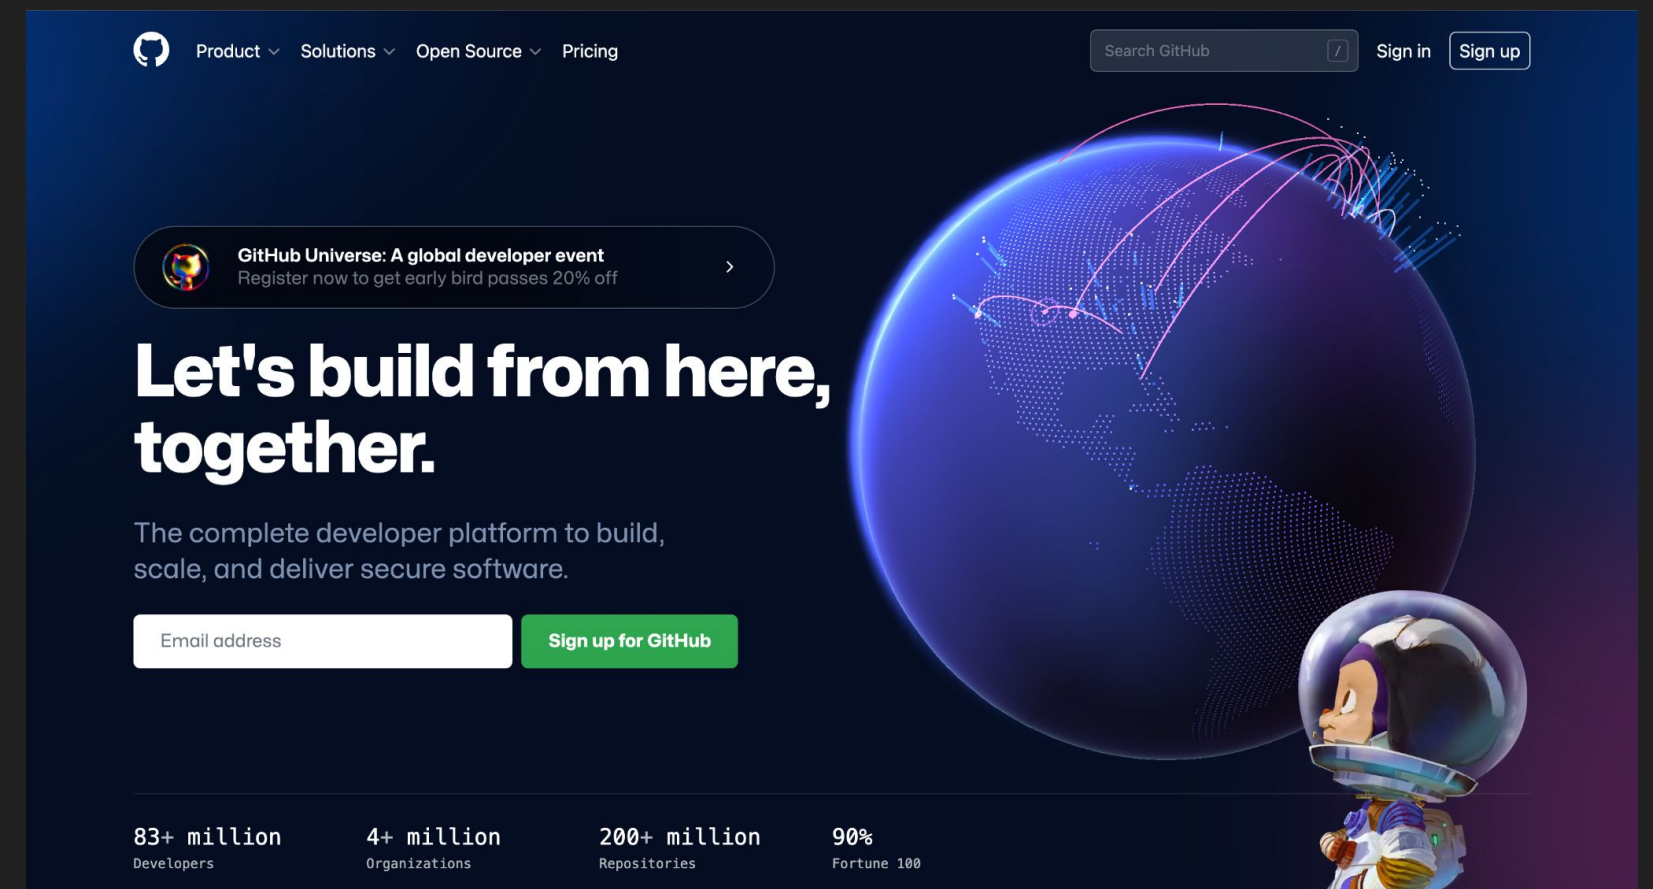 Product
Solutions
Open Source
Pricing
Search GitHub
/
Sign in
Sign up
GitHub Universe: A global developer event
Register now to get early bird passes 20% off
Let's build from here,
together.
The complete developer platform to build,
scale, and deliver secure software.
Email address
Sign up for GitHub
83+ million
Developers
4+ million
Organizations
200+ million
Repositories
90%
Fortune 100